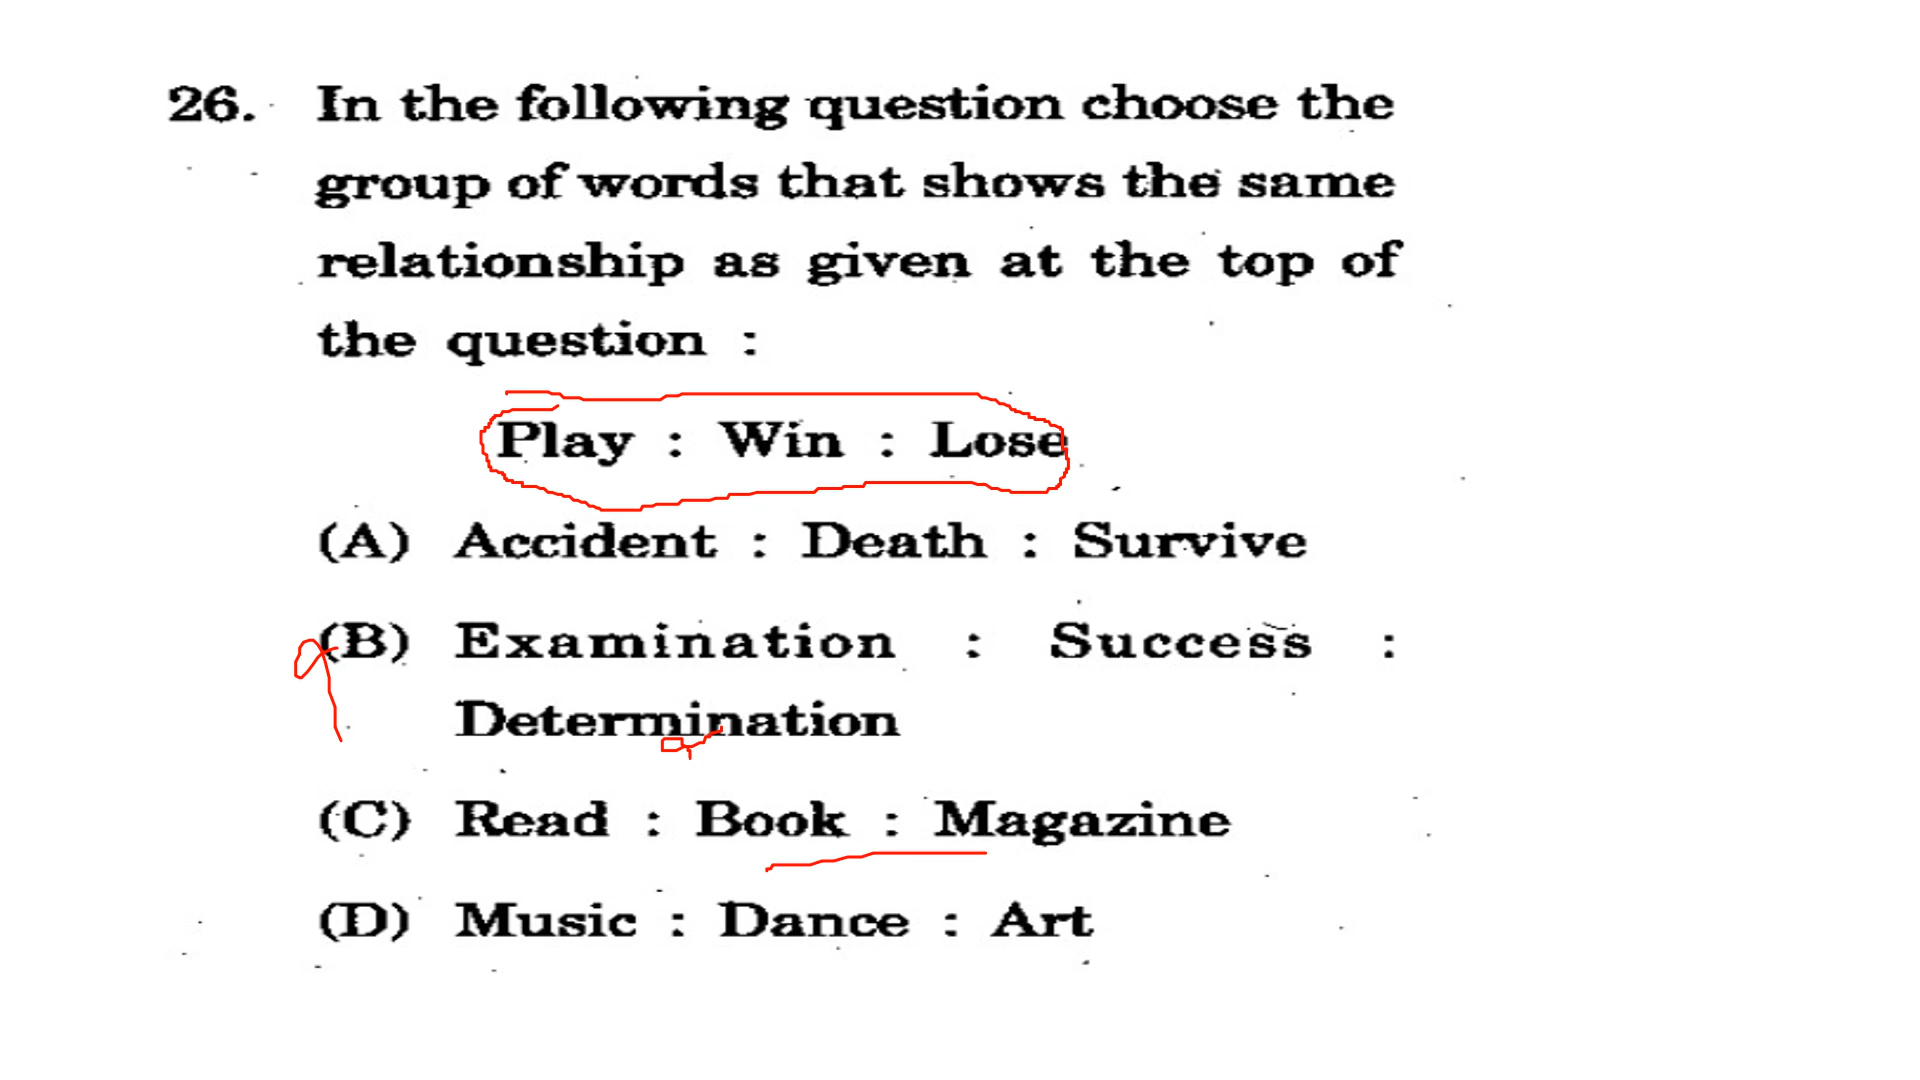 26. In the following question choose the
group of words that shows the same
relationship as given at the top of
the question :
Play : Win : Lose
(A) Accident : Death : Survive
(B) Examination : Success :
Determination
(C) Read : Book : Magazine
(D) Music : Dance : Art